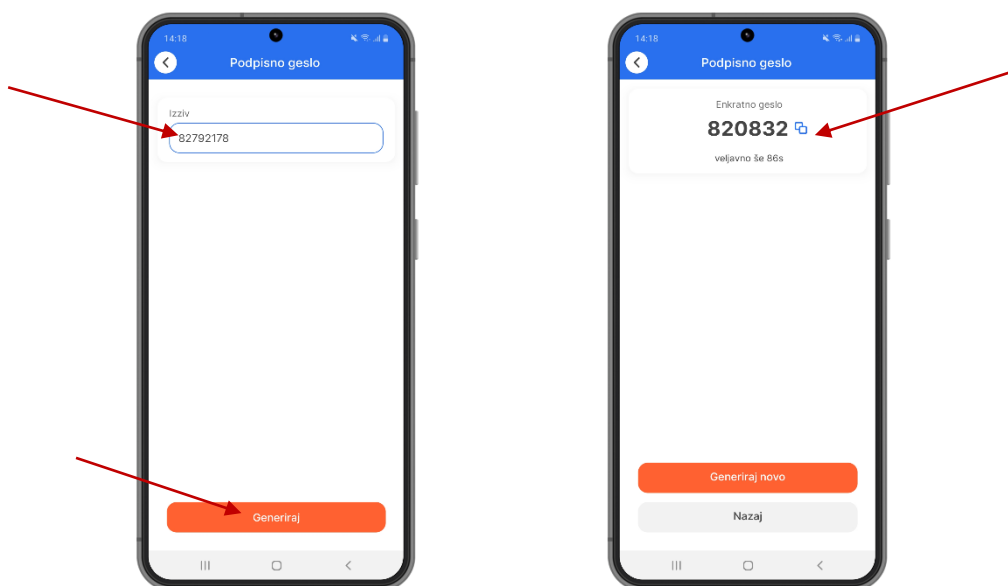 14:18
Podpisno geslo
Izziv
82792178
Generiraj
14:18
Podpisno geslo
Enkratno geslo
820832
veljavno še 86s
Generiraj novo
Nazaj